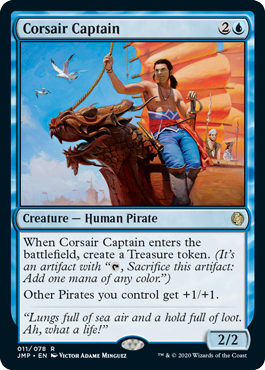 Corsair Captain 2
Creature — Human Pirate
When Corsair Captain enters the
battlefield, create a Treasure token. (It's
an artifact with “, Sacrifice this artifact:
Add one mana of any color.”)
Other Pirates you control get +1/+1.
“Lungs full of sea air and a hold full of loot.
Ah, what a life!”
2/2
011/078 R
JMP • EN Victor Adame Minguez
™ & © 2020 Wizards of the Coast